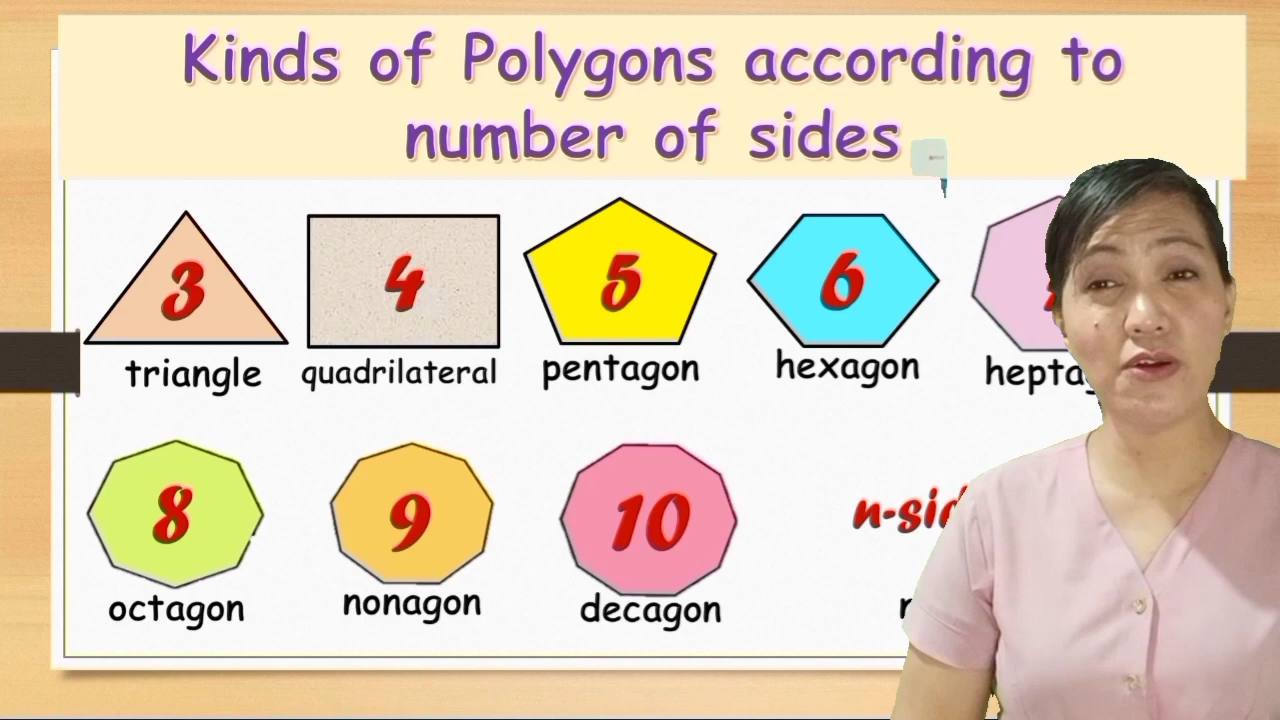 Kinds of Polygons according to
number of sides
3 4 5 6
triangle quadrilateral pentagon hexagon
8 9 10
octagon nonagon decagon